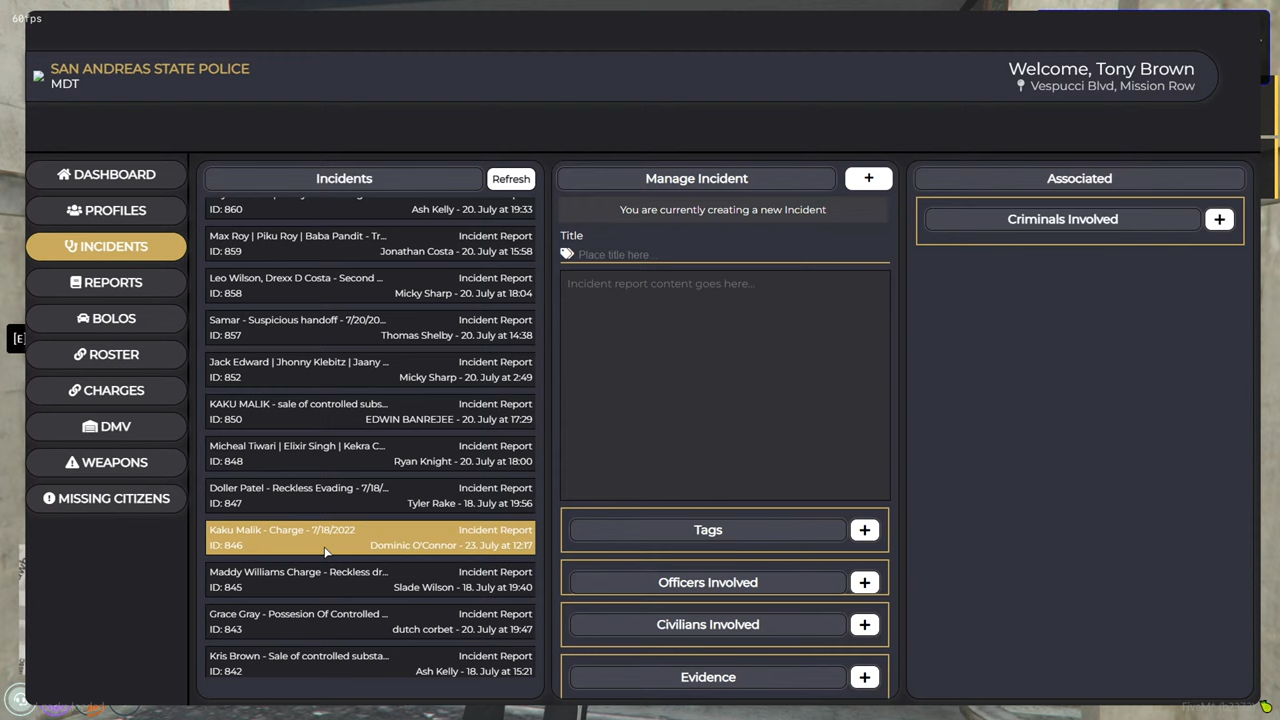 60fps
SAN ANDREAS STATE POLICE
MDT
Welcome, Tony Brown
Vespucci Blvd, Mission Row
DASHBOARD
PROFILES
INCIDENTS
REPORTS
BOLOS
ROSTER
CHARGES
DMV
WEAPONS
MISSING CITIZENS
[E]
Incidents
Refresh
ID: 860 Ash Kelly - 20. July at 19:33
Max Roy | Piku Roy | Baba Pandit - Tr... Incident Report
ID: 859 Jonathan Costa - 20. July at 15:58
Leo Wilson, Drexx D Costa - Second ... Incident Report
ID: 858 Micky Sharp - 20. July at 18:04
Samar - Suspicious handoff - 7/20/20... Incident Report
ID: 857 Thomas Shelby - 20. July at 14:38
Jack Edward | Jhonny Klebitz | Jaany ... Incident Report
ID: 852 Micky Sharp - 20. July at 2:49
KAKU MALIK - sale of controlled subs... Incident Report
ID: 850 EDWIN BANREJEE - 20. July at 17:29
Micheal Tiwari | Elixir Singh | Kekra C... Incident Report
ID: 848 Ryan Knight - 20. July at 18:00
Doller Patel - Reckless Evading - 7/18/... Incident Report
ID: 847 Tyler Rake - 18. July at 19:56
Kaku Malik - Charge - 7/18/2022 Incident Report
ID: 846 Dominic O'Connor - 23. July at 12:17
Maddy Williams Charge - Reckless dr... Incident Report
ID: 845 Slade Wilson - 18. July at 19:40
Grace Gray - Possesion Of Controlled ... Incident Report
ID: 843 dutch corbet - 20. July at 19:47
Kris Brown - Sale of controlled substa... Incident Report
ID: 842 Ash Kelly - 18. July at 15:21
Manage Incident
+
You are currently creating a new Incident
Title
Place title here...
Incident report content goes here...
Tags +
Officers Involved +
Civilians Involved +
Evidence +
Associated
Criminals Involved +